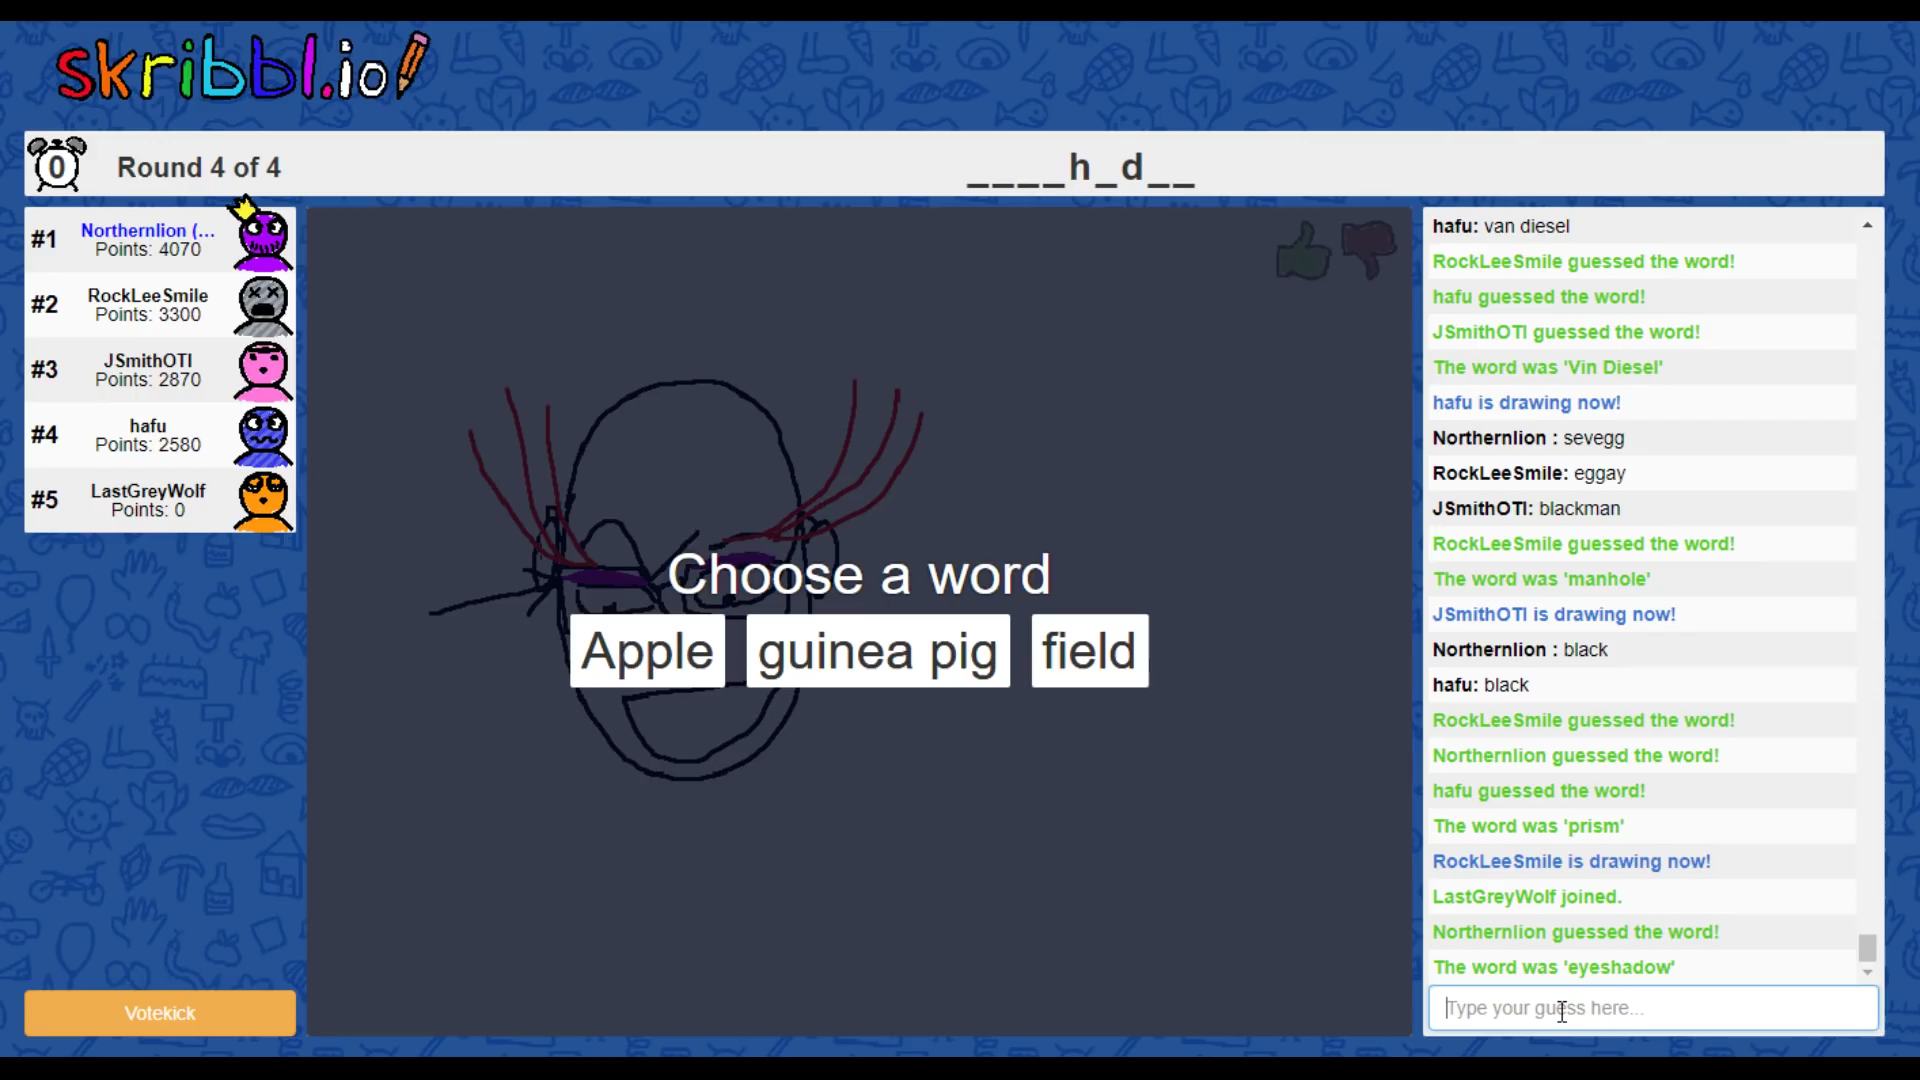 skribbl.io
0
Round 4 of 4
____h_d__
#1
Northernlion (...
Points: 4070
#2
RockLeeSmile
Points: 3300
#3
JSmithOTI
Points: 2870
#4
hafu
Points: 2580
#5
LastGreyWolf
Points: 0
Votekick
Choose a word
Apple
guinea pig
field
hafu: van diesel
RockLeeSmile guessed the word!
hafu guessed the word!
JSmithOTI guessed the word!
The word was 'Vin Diesel'
hafu is drawing now!
Northernlion : sevegg
RockLeeSmile: eggay
JSmithOTI: blackman
RockLeeSmile guessed the word!
The word was 'manhole'
JSmithOTI is drawing now!
Northernlion : black
hafu: black
RockLeeSmile guessed the word!
Northernlion guessed the word!
hafu guessed the word!
The word was 'prism'
RockLeeSmile is drawing now!
LastGreyWolf joined.
Northernlion guessed the word!
The word was 'eyeshadow'
Type your guess here...